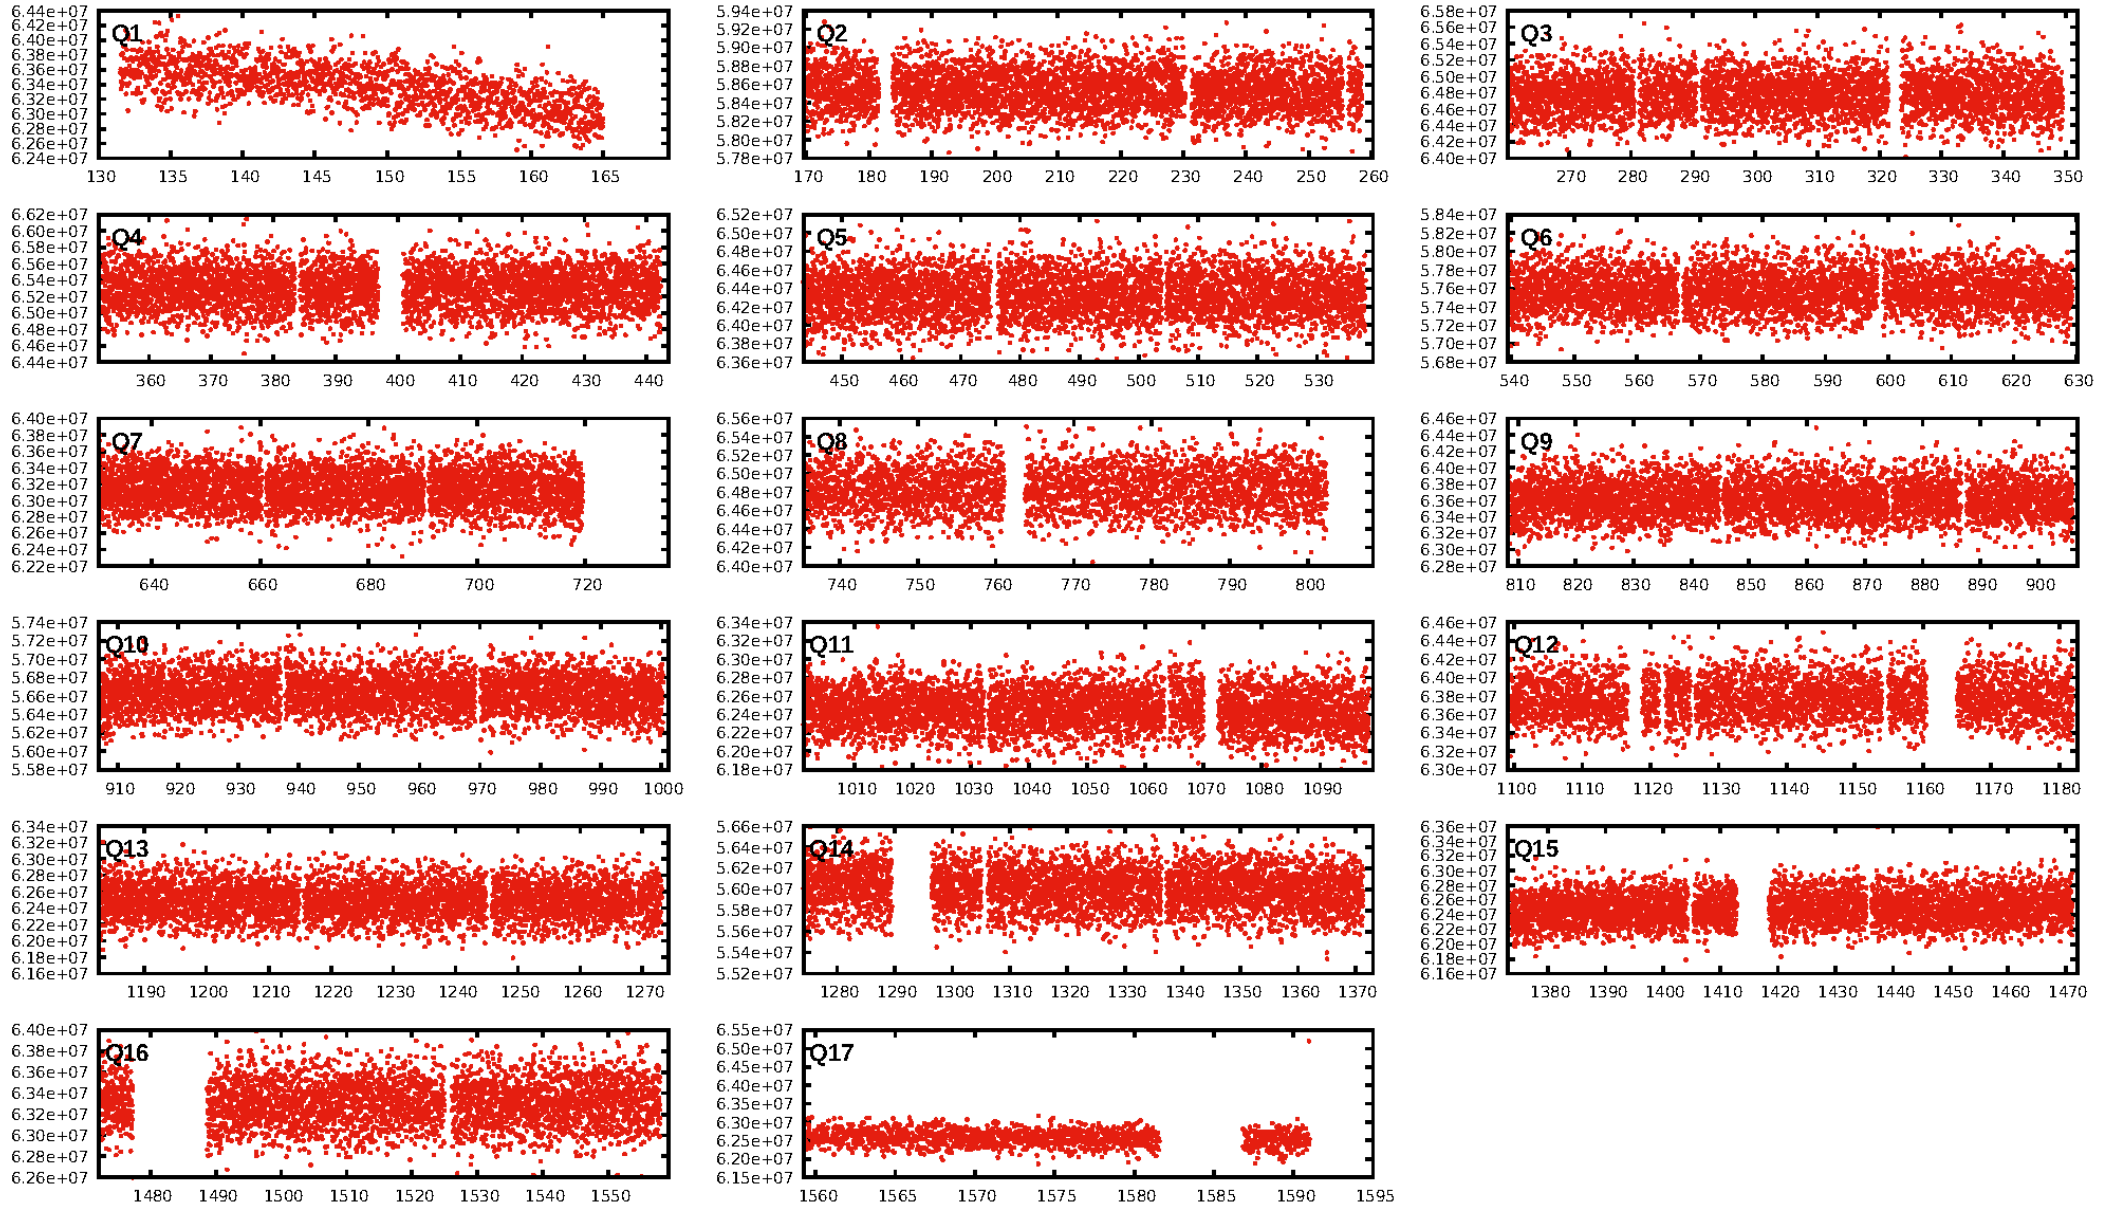 6.44e+07
6.42e+07
6.40e+07
6.38e+07
6.36e+07
6.34e+07
6.32e+07
6.30e+07
6.28e+07
6.26e+07
6.24e+07
Q1
130 135 140 145 150 155 160 165
5.94e+07
5.92e+07
5.90e+07
5.88e+07
5.86e+07
5.84e+07
5.82e+07
5.80e+07
5.78e+07
Q2
170 180 190 200 210 220 230 240 250 260
6.58e+07
6.56e+07
6.54e+07
6.52e+07
6.50e+07
6.48e+07
6.46e+07
6.44e+07
6.42e+07
6.40e+07
Q3
270 280 290 300 310 320 330 340 350
6.62e+07
6.60e+07
6.58e+07
6.56e+07
6.54e+07
6.52e+07
6.50e+07
6.48e+07
6.46e+07
6.44e+07
Q4
360 370 380 390 400 410 420 430 440
6.52e+07
6.50e+07
6.48e+07
6.46e+07
6.44e+07
6.42e+07
6.40e+07
6.38e+07
6.36e+07
Q5
450 460 470 480 490 500 510 520 530
5.84e+07
5.82e+07
5.80e+07
5.78e+07
5.76e+07
5.74e+07
5.72e+07
5.70e+07
5.68e+07
Q6
540 550 560 570 580 590 600 610 620 630
6.40e+07
6.38e+07
6.36e+07
6.34e+07
6.32e+07
6.30e+07
6.28e+07
6.26e+07
6.24e+07
6.22e+07
Q7
640 660 680 700 720
6.56e+07
6.54e+07
6.52e+07
6.50e+07
6.48e+07
6.46e+07
6.44e+07
6.42e+07
6.40e+07
Q8
740 750 760 770 780 790 800
6.46e+07
6.44e+07
6.42e+07
6.40e+07
6.38e+07
6.36e+07
6.34e+07
6.32e+07
6.30e+07
6.28e+07
Q9
810 820 830 840 850 860 870 880 890 900
5.74e+07
5.72e+07
5.70e+07
5.68e+07
5.66e+07
5.64e+07
5.62e+07
5.60e+07
5.58e+07
Q10
910 920 930 940 950 960 970 980 990 1000
6.34e+07
6.32e+07
6.30e+07
6.28e+07
6.26e+07
6.24e+07
6.22e+07
6.20e+07
6.18e+07
Q11
1010 1020 1030 1040 1050 1060 1070 1080 1090
6.46e+07
6.44e+07
6.42e+07
6.40e+07
6.38e+07
6.36e+07
6.34e+07
6.32e+07
6.30e+07
Q12
1100 1110 1120 1130 1140 1150 1160 1170 1180
6.34e+07
6.32e+07
6.30e+07
6.28e+07
6.26e+07
6.24e+07
6.22e+07
6.20e+07
6.18e+07
6.16e+07
Q13
1190 1200 1210 1220 1230 1240 1250 1260 1270
5.66e+07
5.64e+07
5.62e+07
5.60e+07
5.58e+07
5.56e+07
5.54e+07
5.52e+07
Q14
1280 1290 1300 1310 1320 1330 1340 1350 1360 1370
6.36e+07
6.34e+07
6.32e+07
6.30e+07
6.28e+07
6.26e+07
6.24e+07
6.22e+07
6.20e+07
6.18e+07
6.16e+07
Q15
1380 1390 1400 1410 1420 1430 1440 1450 1460 1470
6.40e+07
6.38e+07
6.36e+07
6.34e+07
6.32e+07
6.30e+07
6.28e+07
6.26e+07
Q16
1480 1490 1500 1510 1520 1530 1540 1550
6.55e+07
6.50e+07
6.45e+07
6.40e+07
6.35e+07
6.30e+07
6.25e+07
6.20e+07
6.15e+07
Q17
1560 1565 1570 1575 1580 1585 1590 1595